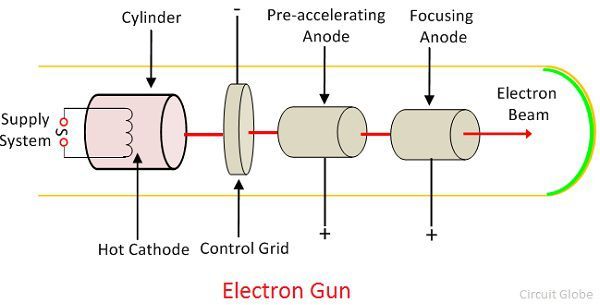 Cylinder
-
Pre-accelerating
Anode
Focusing
Anode
Supply
System
S
Electron
Beam
Hot Cathode
Control Grid
+
+
Electron Gun
Circuit Globe